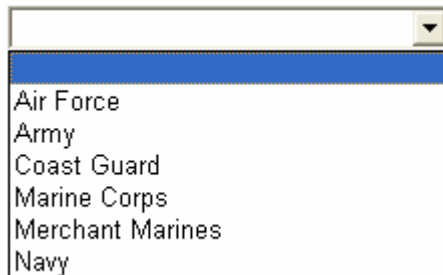 Air Force
Army
Coast Guard
Marine Corps
Merchant Marines
Navy